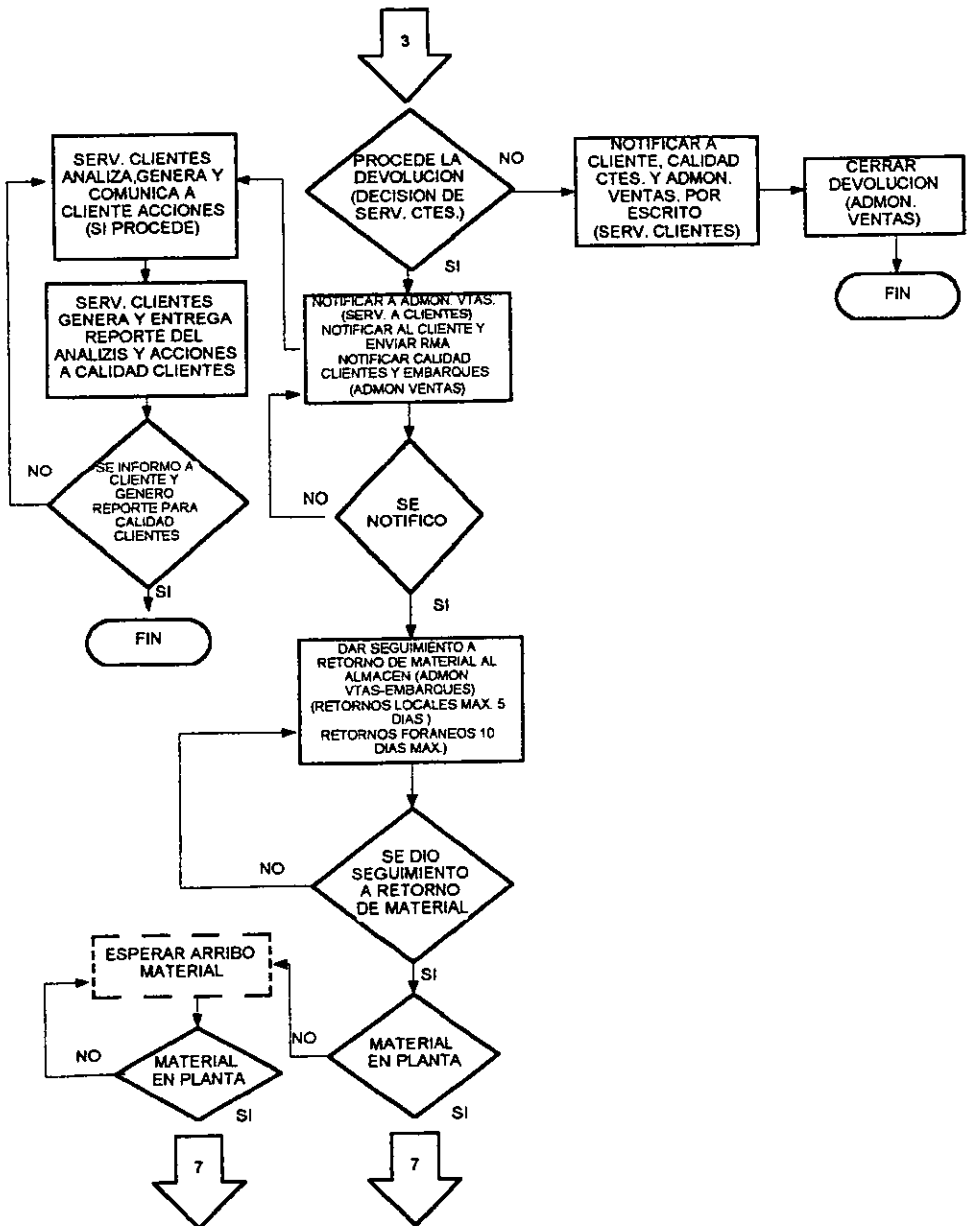 3
PROCEDE LA
DEVOLUCION
(DECISION DE
SERV. CTES.)
NO
NOTIFICAR A
CLIENTE, CALIDAD
CTES. Y ADMON.
VENTAS. POR
ESCRITO
(SERV. CLIENTES)
CERRAR
DEVOLUCION
(ADMON.
VENTAS)
FIN
SERV. CLIENTES
ANALIZA,GENERA Y
COMUNICA A
CLIENTE ACCIONES
(SI PROCEDE)
SI
NOTIFICAR A ADMON. VTAS.
(SERV. A CLIENTES)
NOTIFICAR AL CLIENTE Y
ENVIAR RMA
NOTIFICAR CALIDAD
CLIENTES Y EMBARQUES
(ADMON VENTAS)
SERV. CLIENTES
GENERA Y ENTREGA
REPORTE DEL
ANALIZIS Y ACCIONES
A CALIDAD CLIENTES
NO
SE INFORMO A
CLIENTE Y
GENERO
REPORTE PARA
CALIDAD
CLIENTES
SI
FIN
NO
SE
NOTIFICO
SI
DAR SEGUIMIENTO A
RETORNO DE MATERIAL AL
ALMACEN (ADMON
VTAS-EMBARQUES)
(RETORNOS LOCALES MAX. 5
DIAS )
RETORNOS FORANEOS 10
DIAS MAX.)
NO
SE DIO
SEGUIMIENTO
A RETORNO
DE MATERIAL
SI
ESPERAR ARRIBO
MATERIAL
NO
MATERIAL
EN PLANTA
SI
NO
MATERIAL
EN PLANTA
SI
7
7